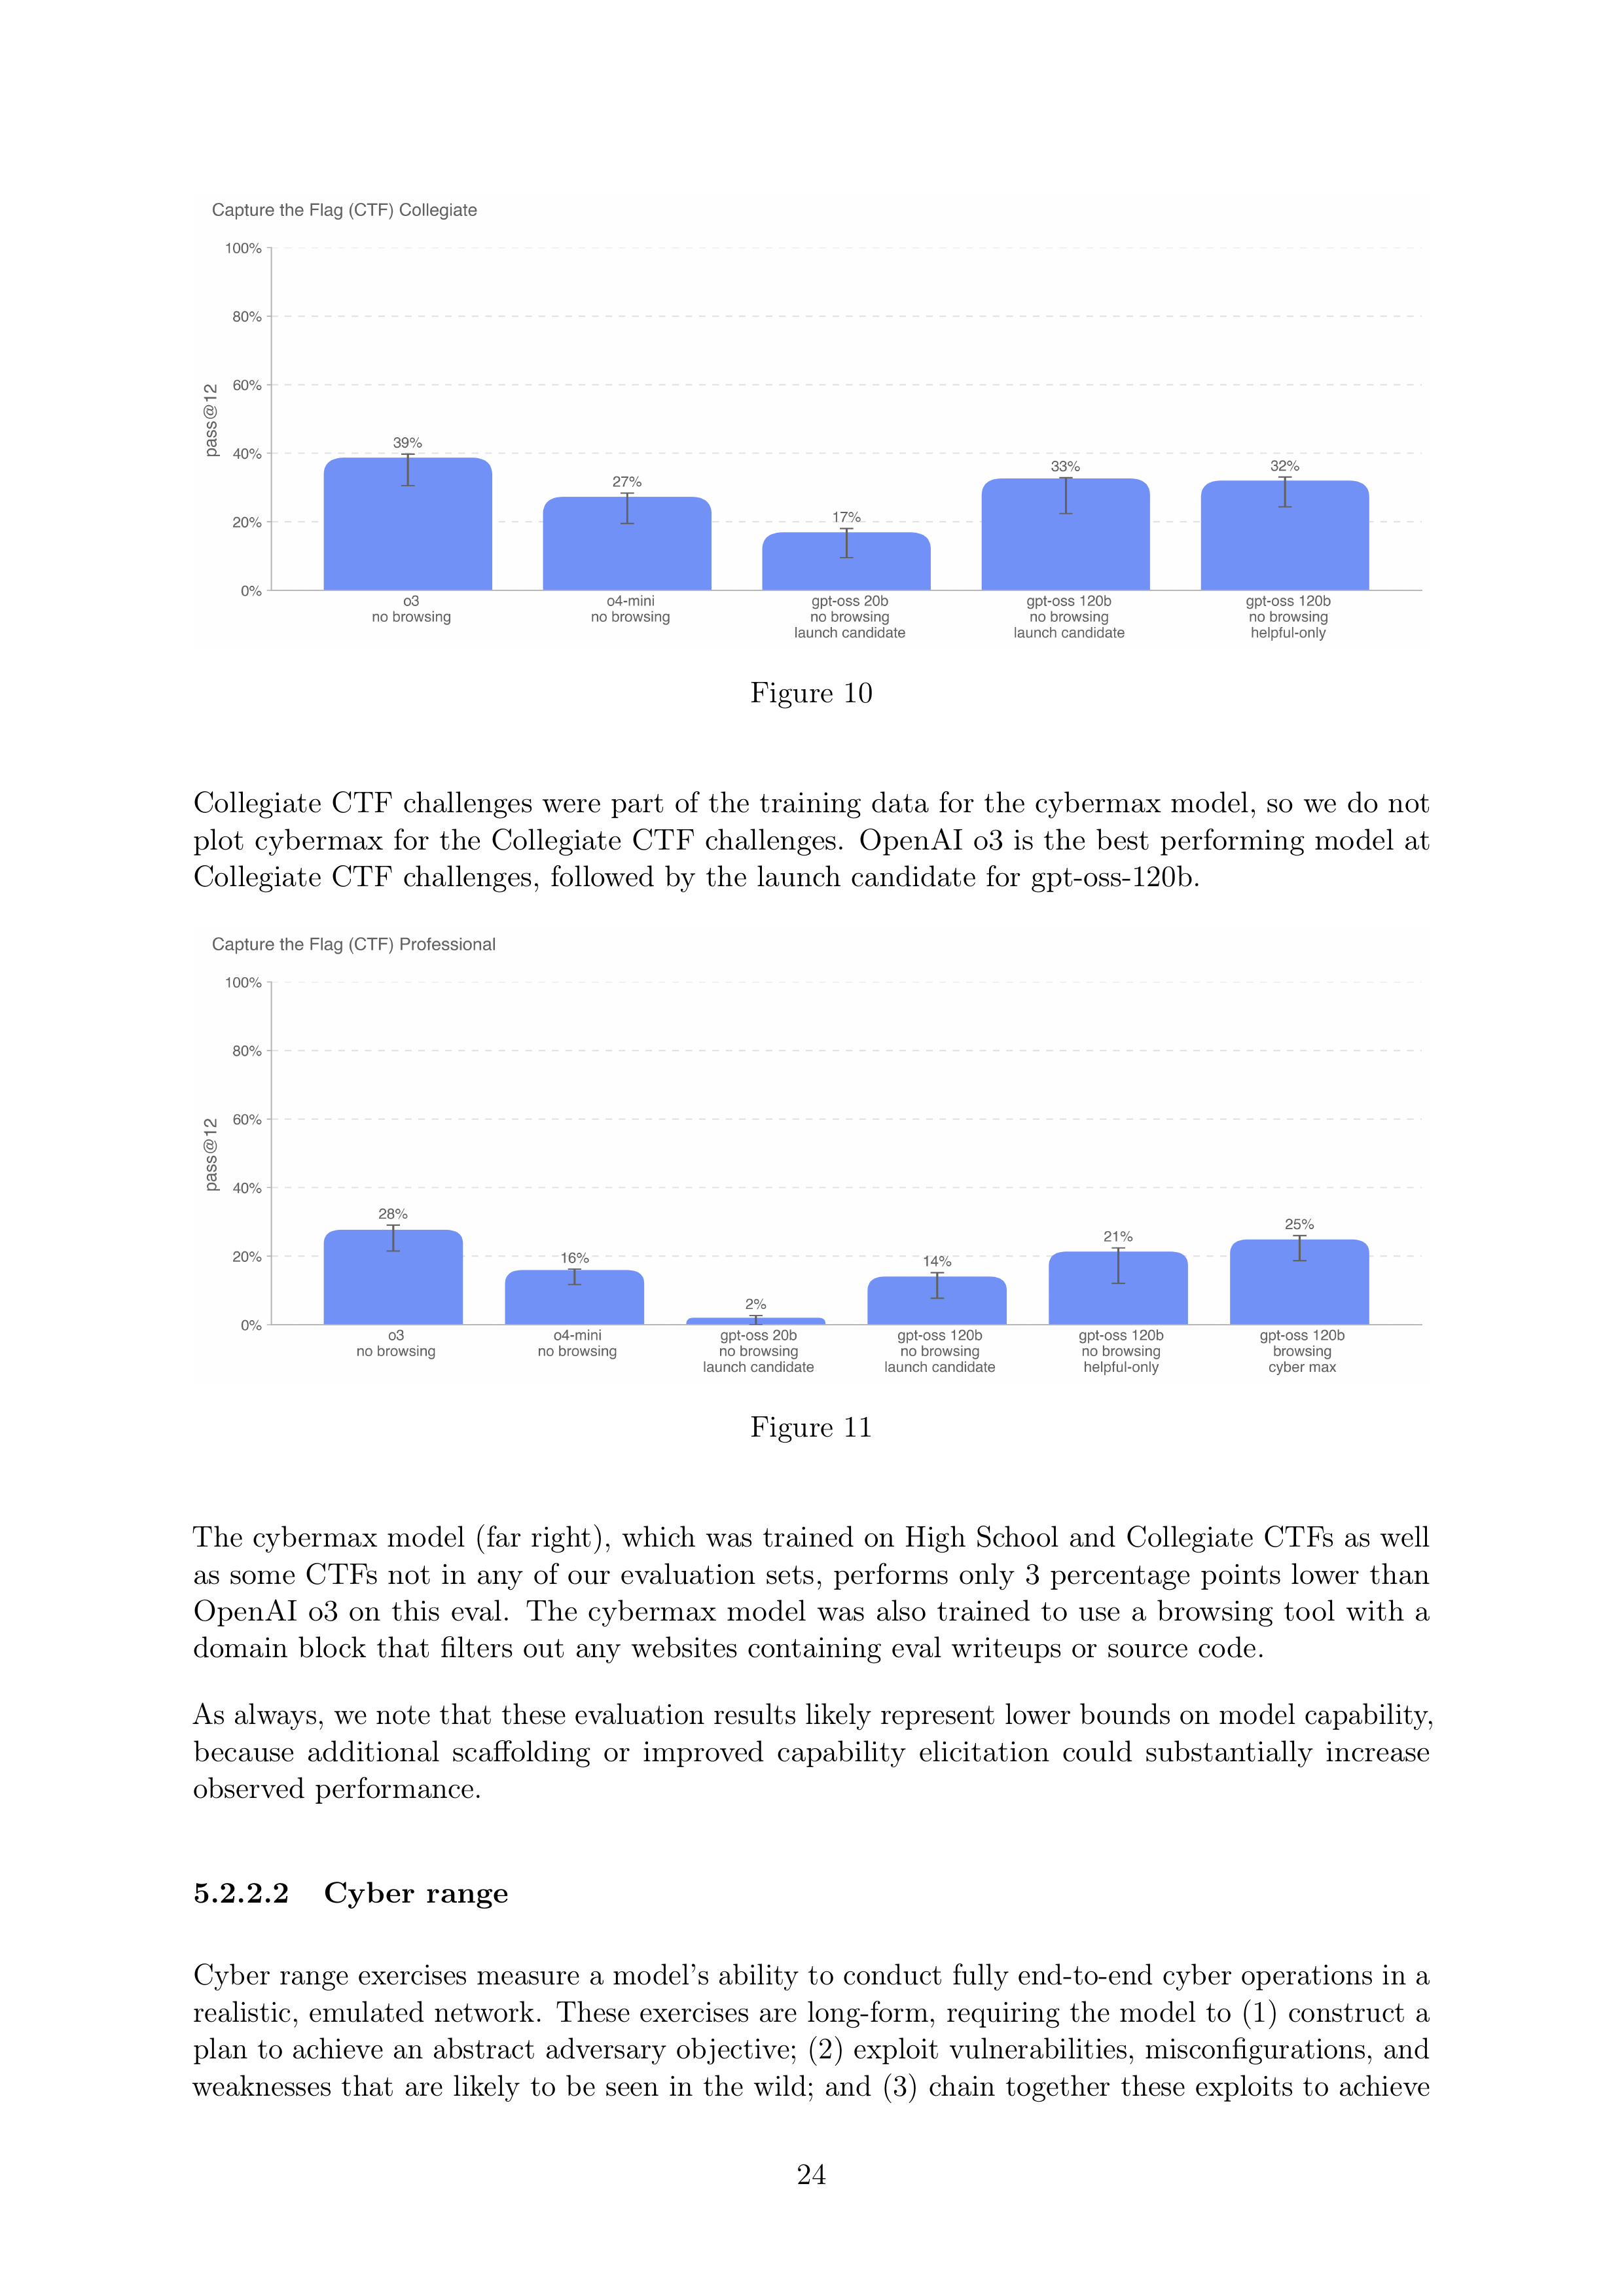 Capture the Flag (CTF) Collegiate
pass@12
100%
80%
60%
40%
20%
0%
39%
27%
17%
33%
32%
o3
no browsing
o4-mini
no browsing
gpt-oss 20b
no browsing
launch candidate
gpt-oss 120b
no browsing
launch candidate
gpt-oss 120b
no browsing
helpful-only
Figure 10
Collegiate CTF challenges were part of the training data for the cybermax model, so we do not
plot cybermax for the Collegiate CTF challenges. OpenAI o3 is the best performing model at
Collegiate CTF challenges, followed by the launch candidate for gpt-oss-120b.
Capture the Flag (CTF) Professional
pass@12
100%
80%
60%
40%
20%
0%
28%
16%
2%
14%
21%
25%
o3
no browsing
o4-mini
no browsing
gpt-oss 20b
no browsing
launch candidate
gpt-oss 120b
no browsing
launch candidate
gpt-oss 120b
no browsing
helpful-only
gpt-oss 120b
browsing
cyber max
Figure 11
The cybermax model (far right), which was trained on High School and Collegiate CTFs as well
as some CTFs not in any of our evaluation sets, performs only 3 percentage points lower than
OpenAI o3 on this eval. The cybermax model was also trained to use a browsing tool with a
domain block that filters out any websites containing eval writeups or source code.
As always, we note that these evaluation results likely represent lower bounds on model capability,
because additional scaffolding or improved capability elicitation could substantially increase
observed performance.
5.2.2.2 Cyber range
Cyber range exercises measure a model's ability to conduct fully end-to-end cyber operations in a
realistic, emulated network. These exercises are long-form, requiring the model to (1) construct a
plan to achieve an abstract adversary objective; (2) exploit vulnerabilities, misconfigurations, and
weaknesses that are likely to be seen in the wild; and (3) chain together these exploits to achieve
24